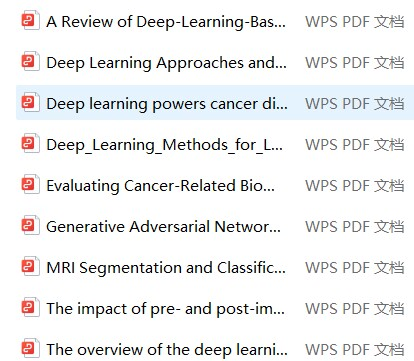 A Review of Deep-Learning-Bas... WPS PDF 文档
Deep Learning Approaches and... WPS PDF 文档
Deep learning powers cancer di... WPS PDF 文档
Deep_Learning_Methods_for_L... WPS PDF 文档
Evaluating Cancer-Related Bio... WPS PDF 文档
Generative Adversarial Networ... WPS PDF 文档
MRI Segmentation and Classific... WPS PDF 文档
The impact of pre- and post-im... WPS PDF 文档
The overview of the deep learni... WPS PDF 文档